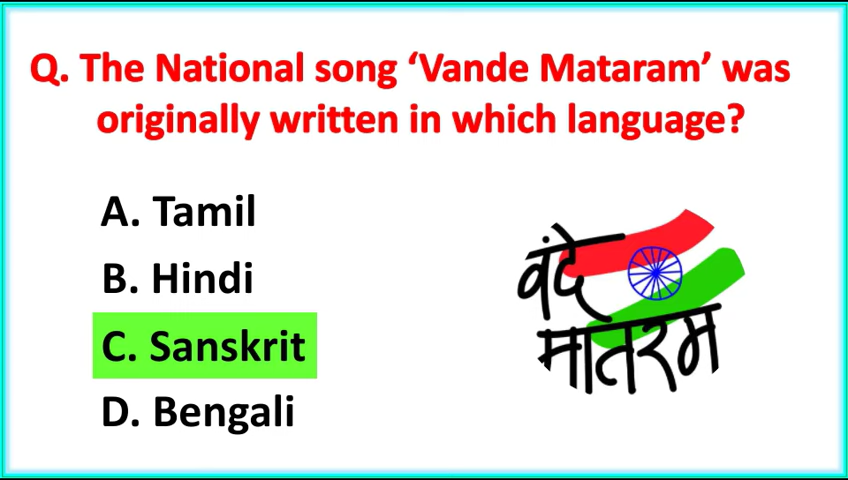 Q. The National song ‘Vande Mataram’ was
originally written in which language?
A. Tamil
B. Hindi
C. Sanskrit
D. Bengali
वंदे
मातरम